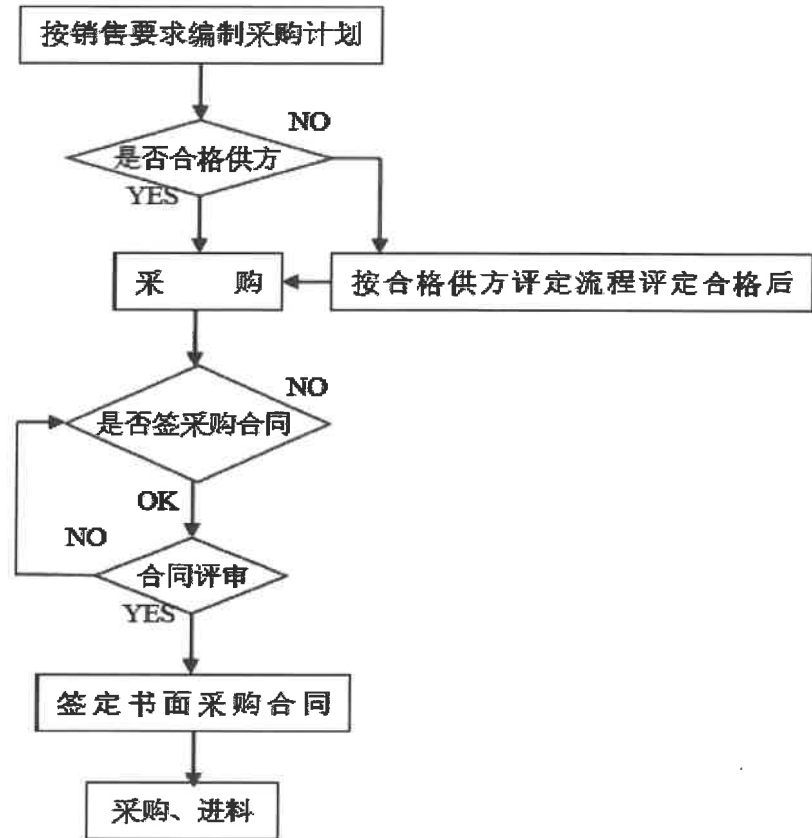 按销售要求编制采购计划
NO
是否合格供方
YES
采 购
按合格供方评定流程评定合格后
NO
是否签采购合同
OK
NO
合同评审
YES
签定书面采购合同
采购、进料